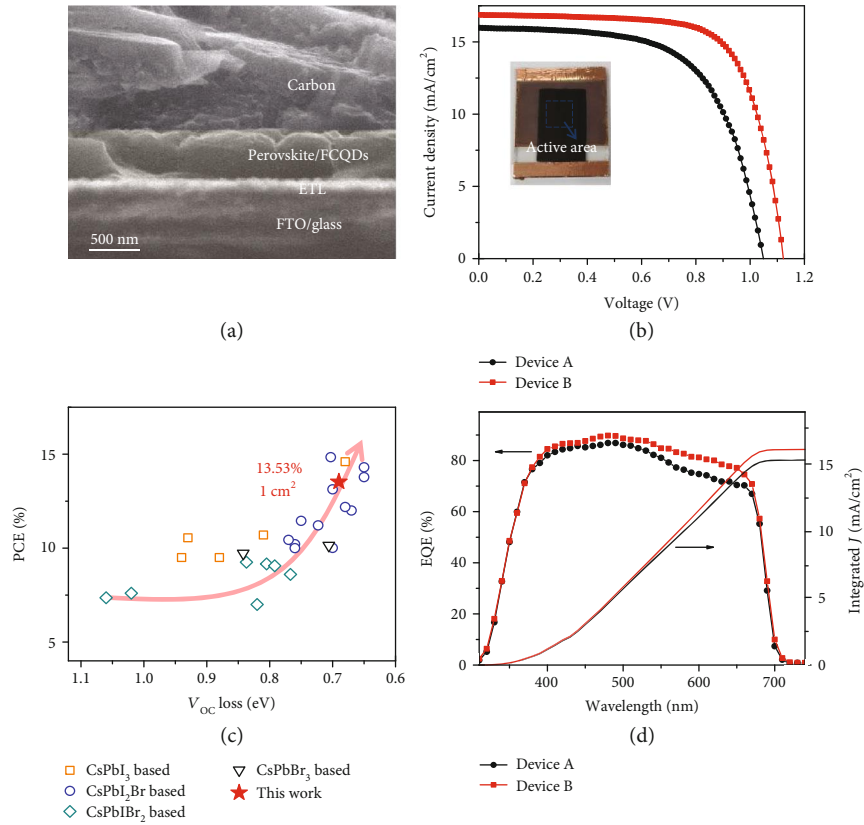 Carbon
Perovskite/FCQDs
ETL
FTO/glass
500 nm
(a)
Current density (mA/cm²)
15
10
5
0
Active area
0.0 0.2 0.4 0.6 0.8 1.0 1.2
Voltage (V)
(b)
Device A
Device B
PCE (%)
15
10
5
13.53%
1 cm²
1.1 1.0 0.9 0.8 0.7 0.6
V_OC loss (eV)
(c)
CsPbI₃ based
CsPbI₂Br based
CsPbIBr₂ based
CsPbBr₃ based
This work
EQE (%)
80
60
40
20
0
Integrated J (mA/cm²)
15
10
5
0
400 500 600 700
Wavelength (nm)
(d)
Device A
Device B